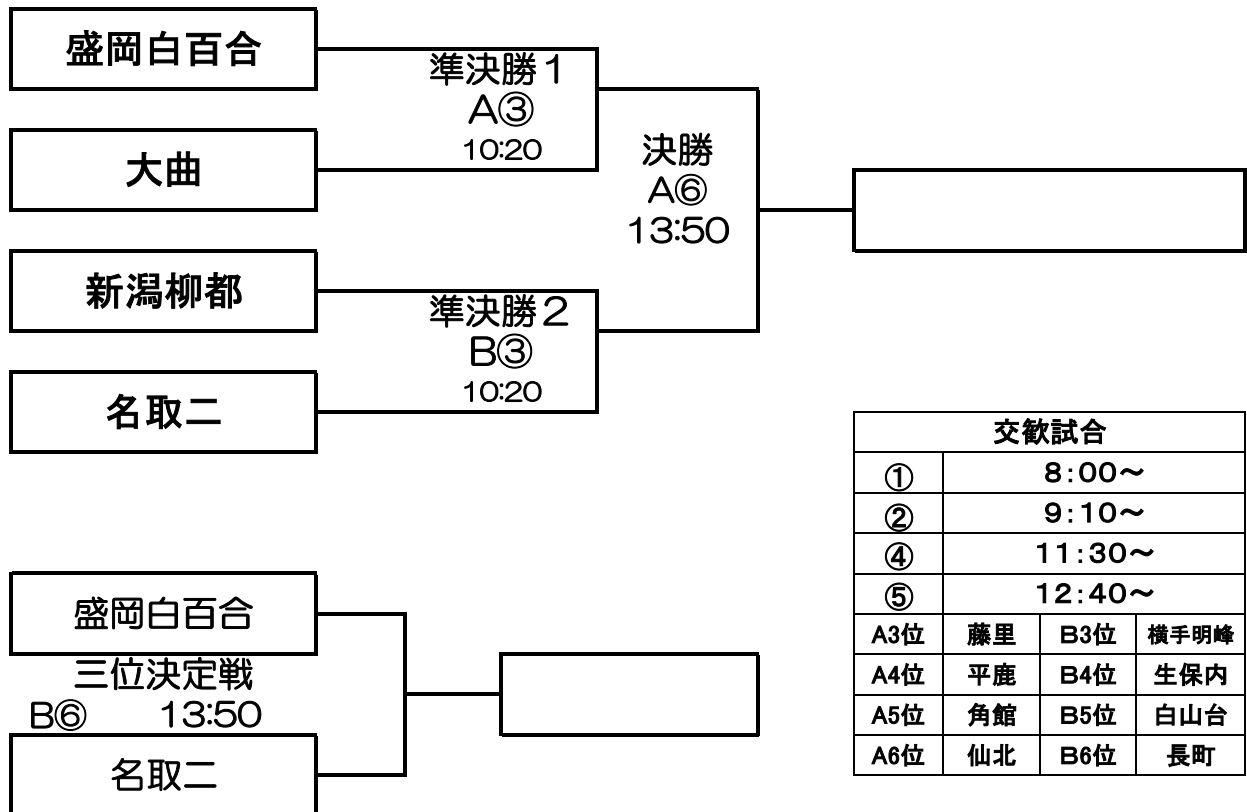 盛岡白百合
準決勝１
A③
10:20
大曲
決勝
A⑥
13:50
新潟柳都
準決勝２
B③
10:20
名取二
交歓試合
① 8:00～
② 9:10～
④ 11:30～
⑤ 12:40～
A3位 藤里 B3位 横手明峰
A4位 平鹿 B4位 生保内
A5位 角館 B5位 白山台
A6位 仙北 B6位 長町
盛岡白百合
三位決定戦
B⑥ 13:50
名取二